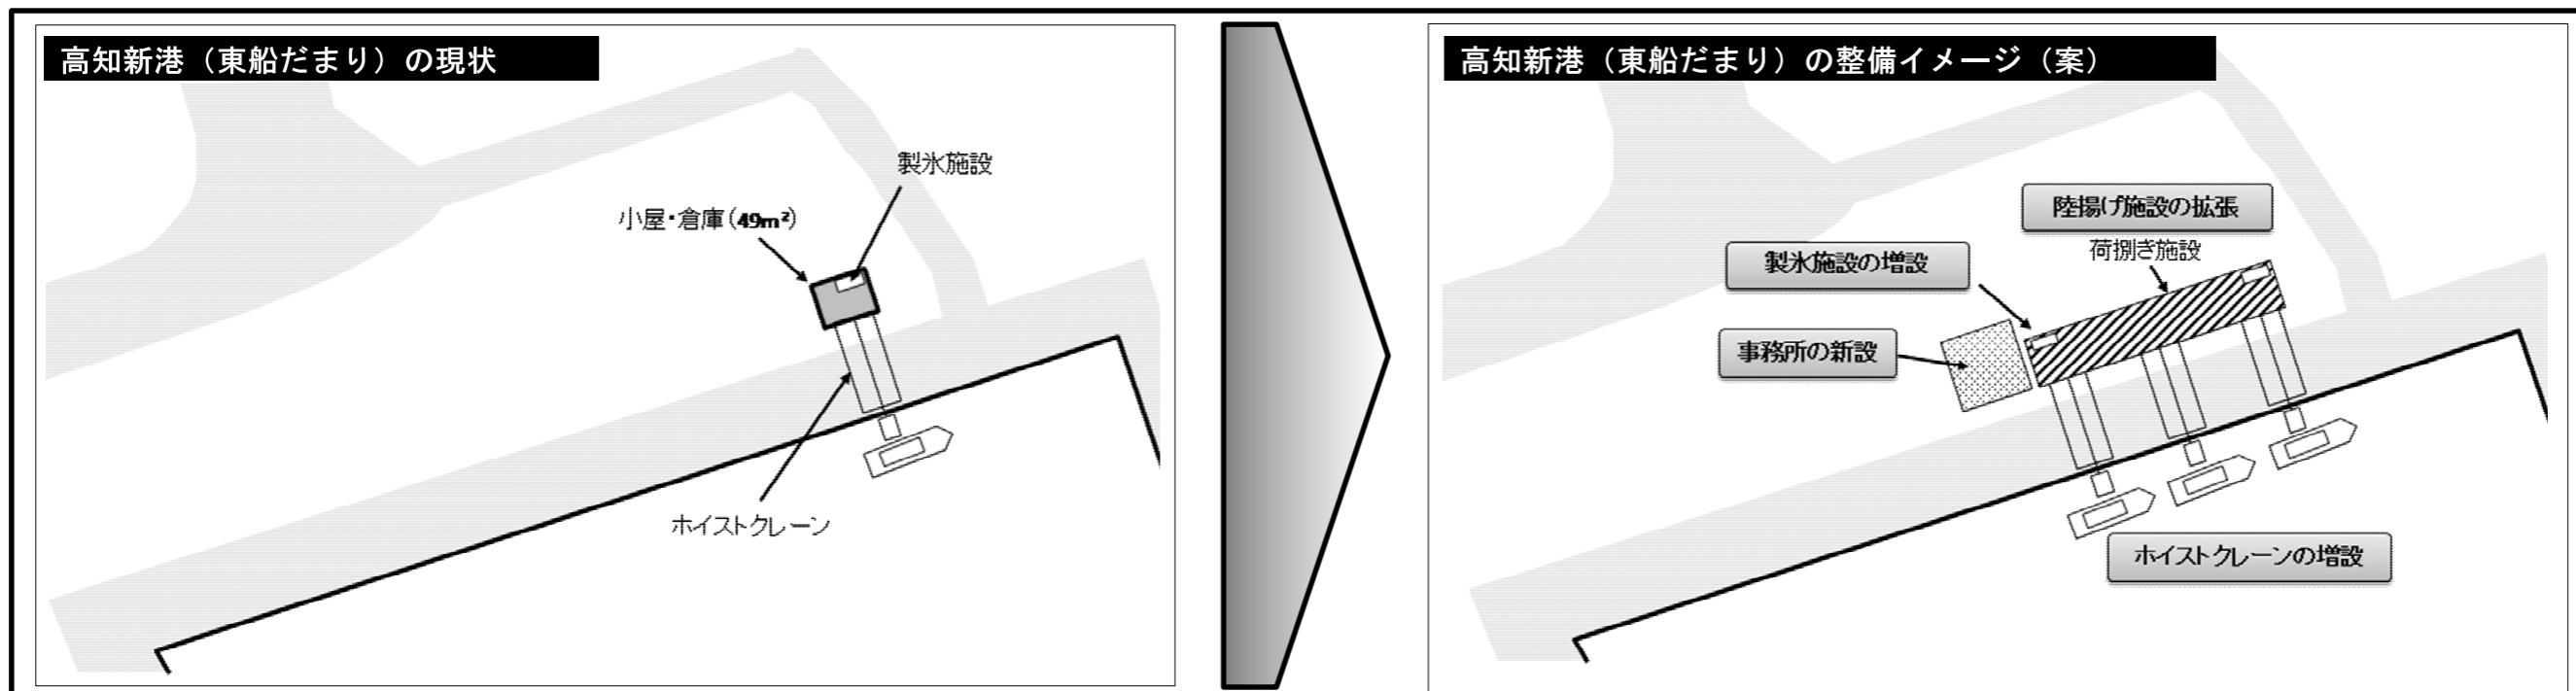 高知新港（東船だまり）の現状
製氷施設
小屋・倉庫（49m²）
ホイストクレーン
高知新港（東船だまり）の整備イメージ（案）
陸揚げ施設の拡張
荷捌き施設
製氷施設の増設
事務所の新設
ホイストクレーンの増設